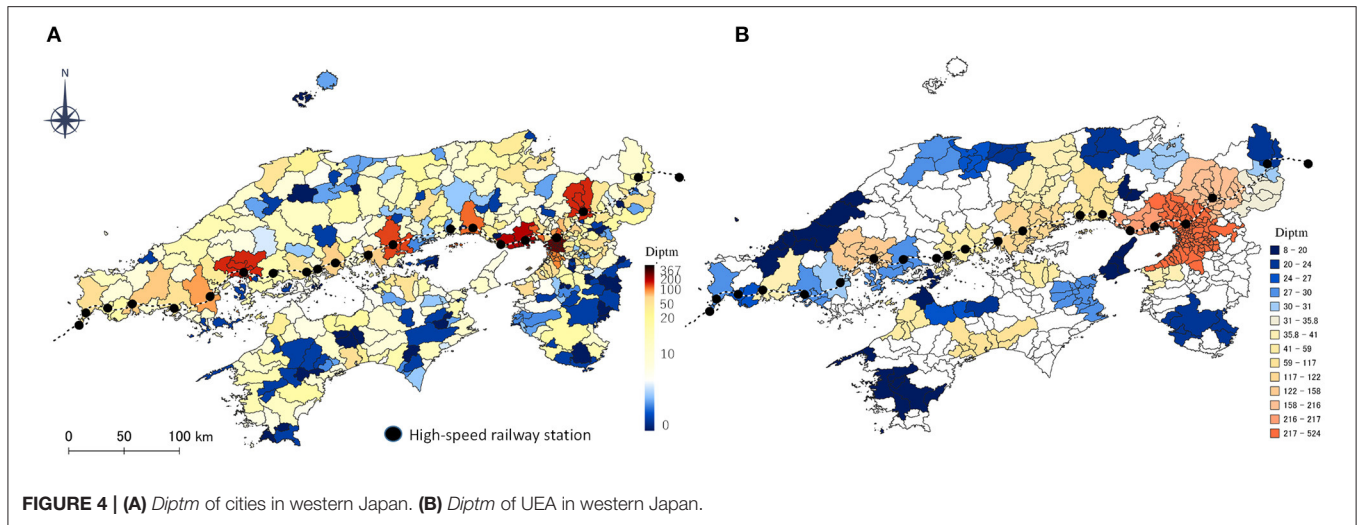 A
B
N
Diptm
367
200
100
50
20
10
0
0 50 100 km
High-speed railway station
Diptm
8 - 20
20 - 24
24 - 27
27 - 30
30 - 31
31 - 35.8
35.8 - 41
41 - 59
59 - 117
117 - 122
122 - 158
158 - 216
216 - 217
217 - 524
FIGURE 4 | (A) Diptm of cities in western Japan. (B) Diptm of UEA in western Japan.